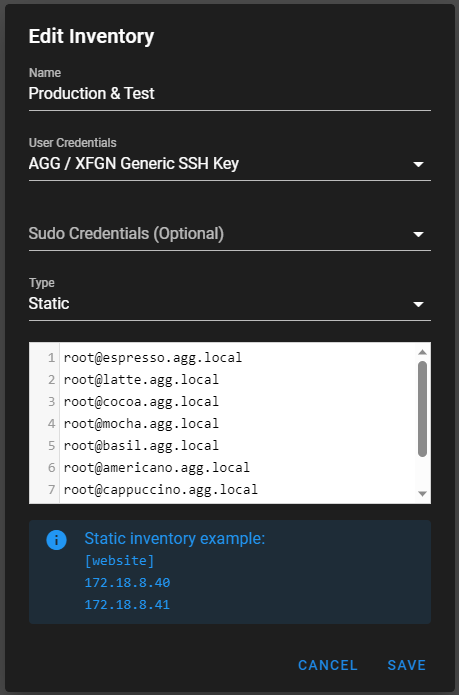 Edit Inventory
Name
Production & Test
User Credentials
AGG / XFGN Generic SSH Key
Sudo Credentials (Optional)
Type
Static
1 root@espresso.agg.local
2 root@latte.agg.local
3 root@cocoa.agg.local
4 root@mocha.agg.local
5 root@basil.agg.local
6 root@americano.agg.local
7 root@cappuccino.agg.local
Static inventory example:
[website]
172.18.8.40
172.18.8.41
CANCEL SAVE